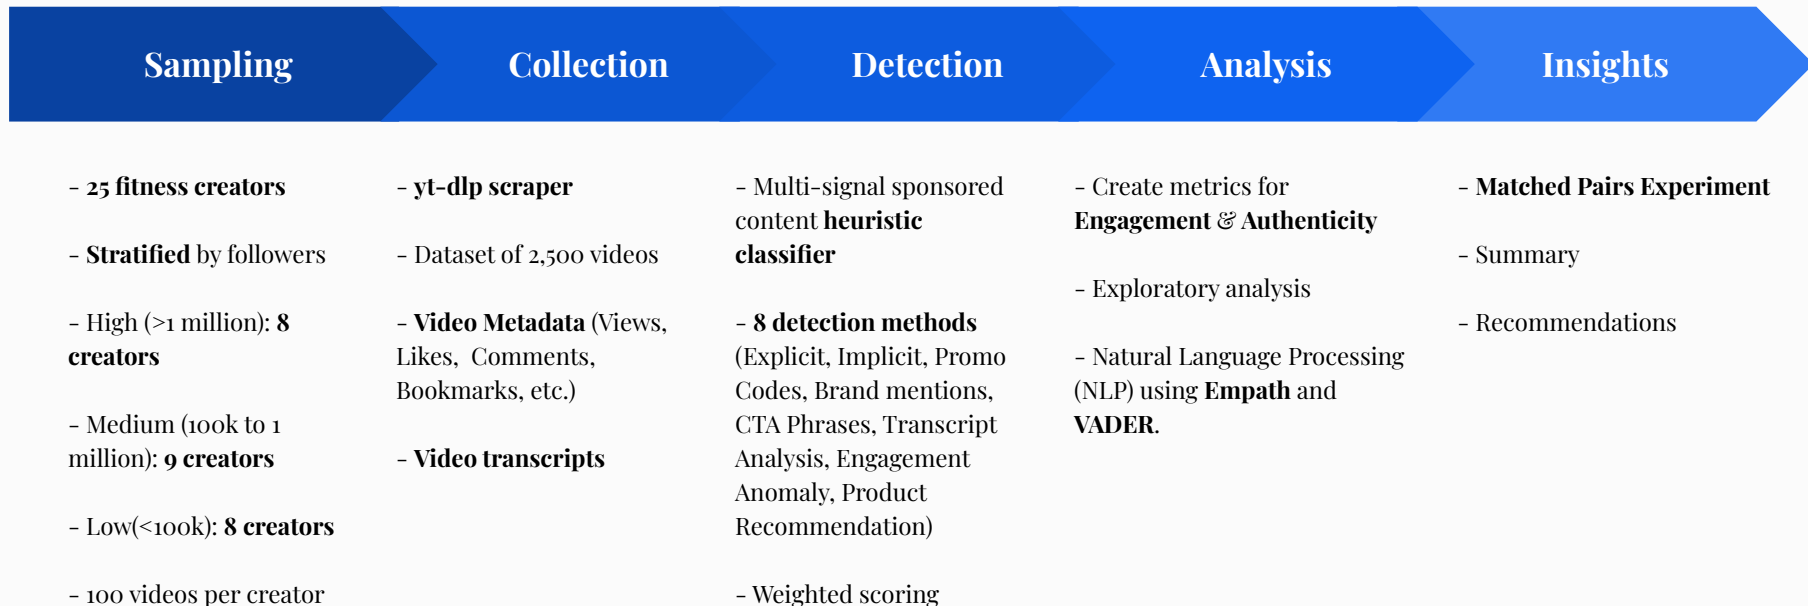 Sampling
Collection
Detection
Analysis
Insights
- 25 fitness creators
- Stratified by followers
- High (>1 million): 8
creators
- Medium (100k to 1
million): 9 creators
- Low(<100k): 8 creators
- 100 videos per creator
- yt-dlp scraper
- Dataset of 2,500 videos
- Video Metadata (Views,
Likes, Comments,
Bookmarks, etc.)
- Video transcripts
- Multi-signal sponsored
content heuristic
classifier
- 8 detection methods
(Explicit, Implicit, Promo
Codes, Brand mentions,
CTA Phrases, Transcript
Analysis, Engagement
Anomaly, Product
Recommendation)
- Weighted scoring
- Create metrics for
Engagement & Authenticity
- Exploratory analysis
- Natural Language Processing
(NLP) using Empath and
VADER.
- Matched Pairs Experiment
- Summary
- Recommendations